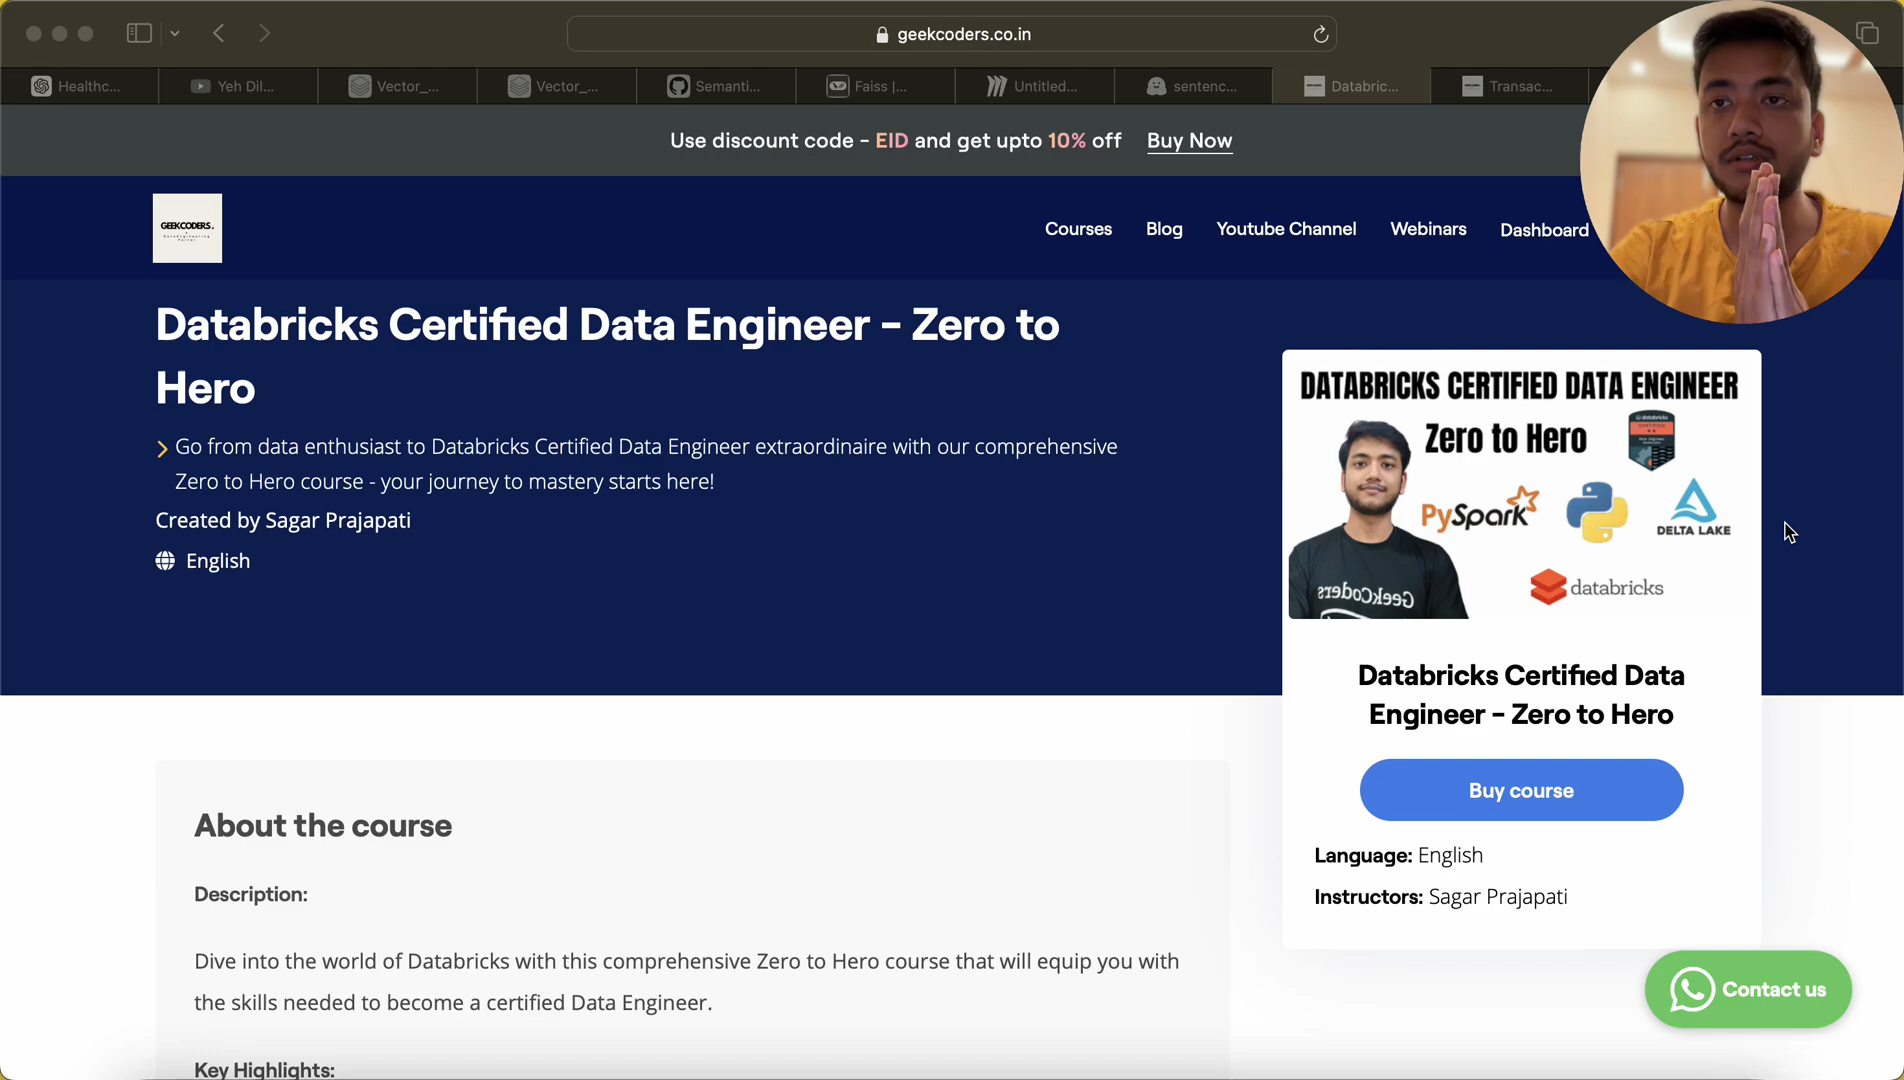 geekcoders.co.in
Healthc...
Yeh Dil...
Vector_...
Vector_...
Semanti...
Faiss |...
Untitled...
sentenc...
Databric...
Transac...
Use discount code - EID and get upto 10% off Buy Now
GEEKCODERS.
Courses Blog Youtube Channel Webinars Dashboard
Databricks Certified Data Engineer - Zero to
Hero
Go from data enthusiast to Databricks Certified Data Engineer extraordinaire with our comprehensive
Zero to Hero course - your journey to mastery starts here!
Created by Sagar Prajapati
English
DATABRICKS CERTIFIED DATA ENGINEER
Zero to Hero
databricks
CERTIFIED
PySpark
DELTA LAKE
GeekCoders
databricks
Databricks Certified Data
Engineer - Zero to Hero
Buy course
Language: English
Instructors: Sagar Prajapati
About the course
Description:
Dive into the world of Databricks with this comprehensive Zero to Hero course that will equip you with
the skills needed to become a certified Data Engineer.
Key Highlights:
Contact us